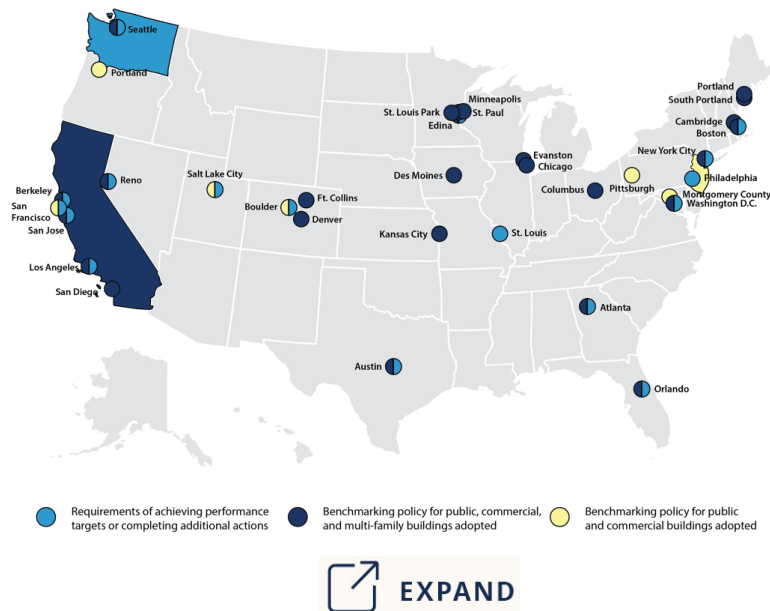 Seattle
Portland
Minneapolis
St. Louis Park
St. Paul
Edina
Portland
South Portland
Cambridge
Boston
New York City
Evanston
Chicago
Salt Lake City
Reno
Des Moines
Philadelphia
Berkeley
Ft. Collins
Columbus
Pittsburgh
Montgomery County
San
Francisco
Boulder
Washington D.C.
Denver
San Jose
Kansas City
St. Louis
Los Angeles
San Diego
Atlanta
Austin
Orlando
Requirements of achieving performance
targets or completing additional actions
Benchmarking policy for public, commercial,
and multi-family buildings adopted
Benchmarking policy for public
and commercial buildings adopted
EXPAND